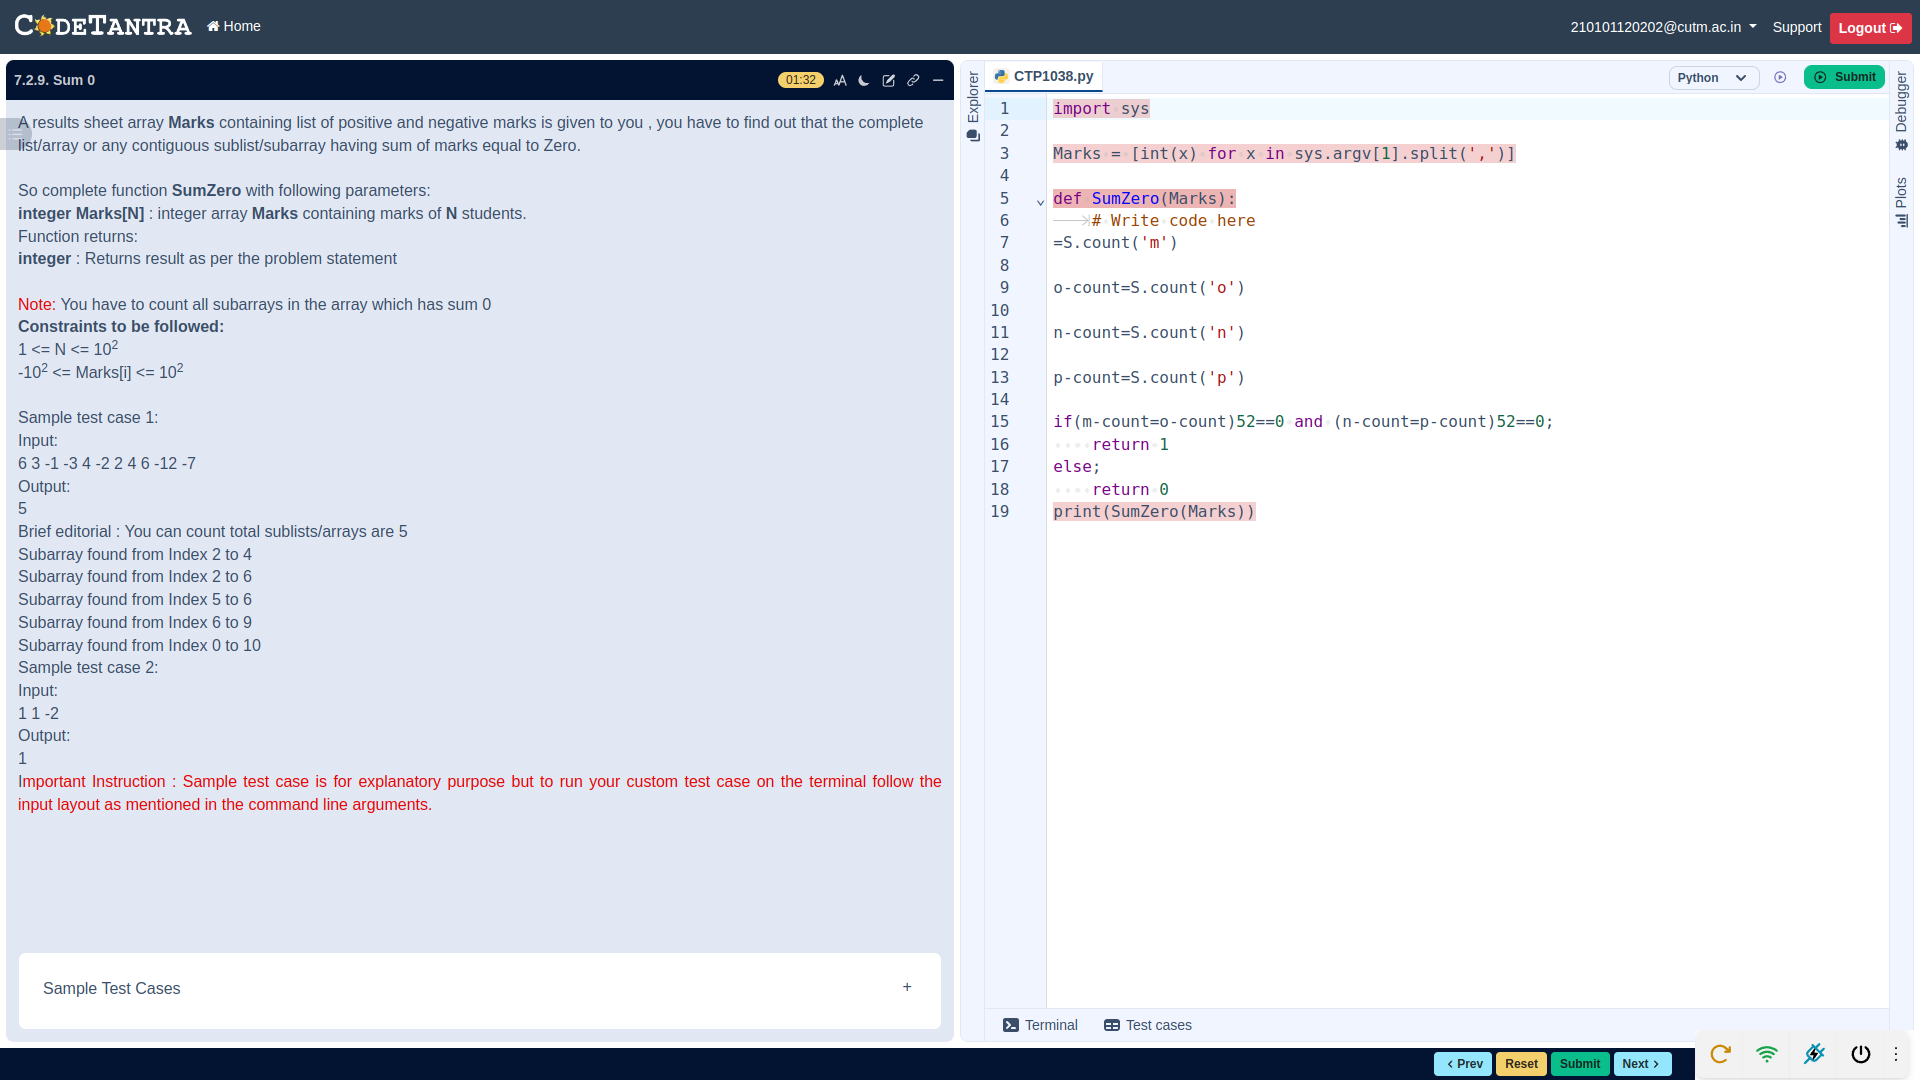 CODETANTRA
Home
210101120202@cutm.ac.in
Support
Logout
7.2.9. Sum 0
01:32
A results sheet array Marks containing list of positive and negative marks is given to you , you have to find out that the complete
list/array or any contiguous sublist/subarray having sum of marks equal to Zero.
So complete function SumZero with following parameters:
integer Marks[N] : integer array Marks containing marks of N students.
Function returns:
integer : Returns result as per the problem statement
Note: You have to count all subarrays in the array which has sum 0
Constraints to be followed:
1 <= N <= 10^2
-10^2 <= Marks[i] <= 10^2
Sample test case 1:
Input:
6 3 -1 -3 4 -2 2 4 6 -12 -7
Output:
5
Brief editorial : You can count total sublists/arrays are 5
Subarray found from Index 2 to 4
Subarray found from Index 2 to 6
Subarray found from Index 5 to 6
Subarray found from Index 6 to 9
Subarray found from Index 0 to 10
Sample test case 2:
Input:
1 1 -2
Output:
1
Important Instruction : Sample test case is for explanatory purpose but to run your custom test case on the terminal follow the
input layout as mentioned in the command line arguments.
Sample Test Cases
+
Explorer
CTP1038.py
Python
Submit
Debugger
Plots
1 import sys
2
3 Marks = [int(x) for x in sys.argv[1].split(',')]
4
5 def SumZero(Marks):
6 # Write code here
7 =S.count('m')
8
9 o-count=S.count('o')
10
11 n-count=S.count('n')
12
13 p-count=S.count('p')
14
15 if(m-count=o-count)52==0 and (n-count=p-count)52==0;
16 return 1
17 else;
18 return 0
19 print(SumZero(Marks))
Terminal
Test cases
Prev
Reset
Submit
Next